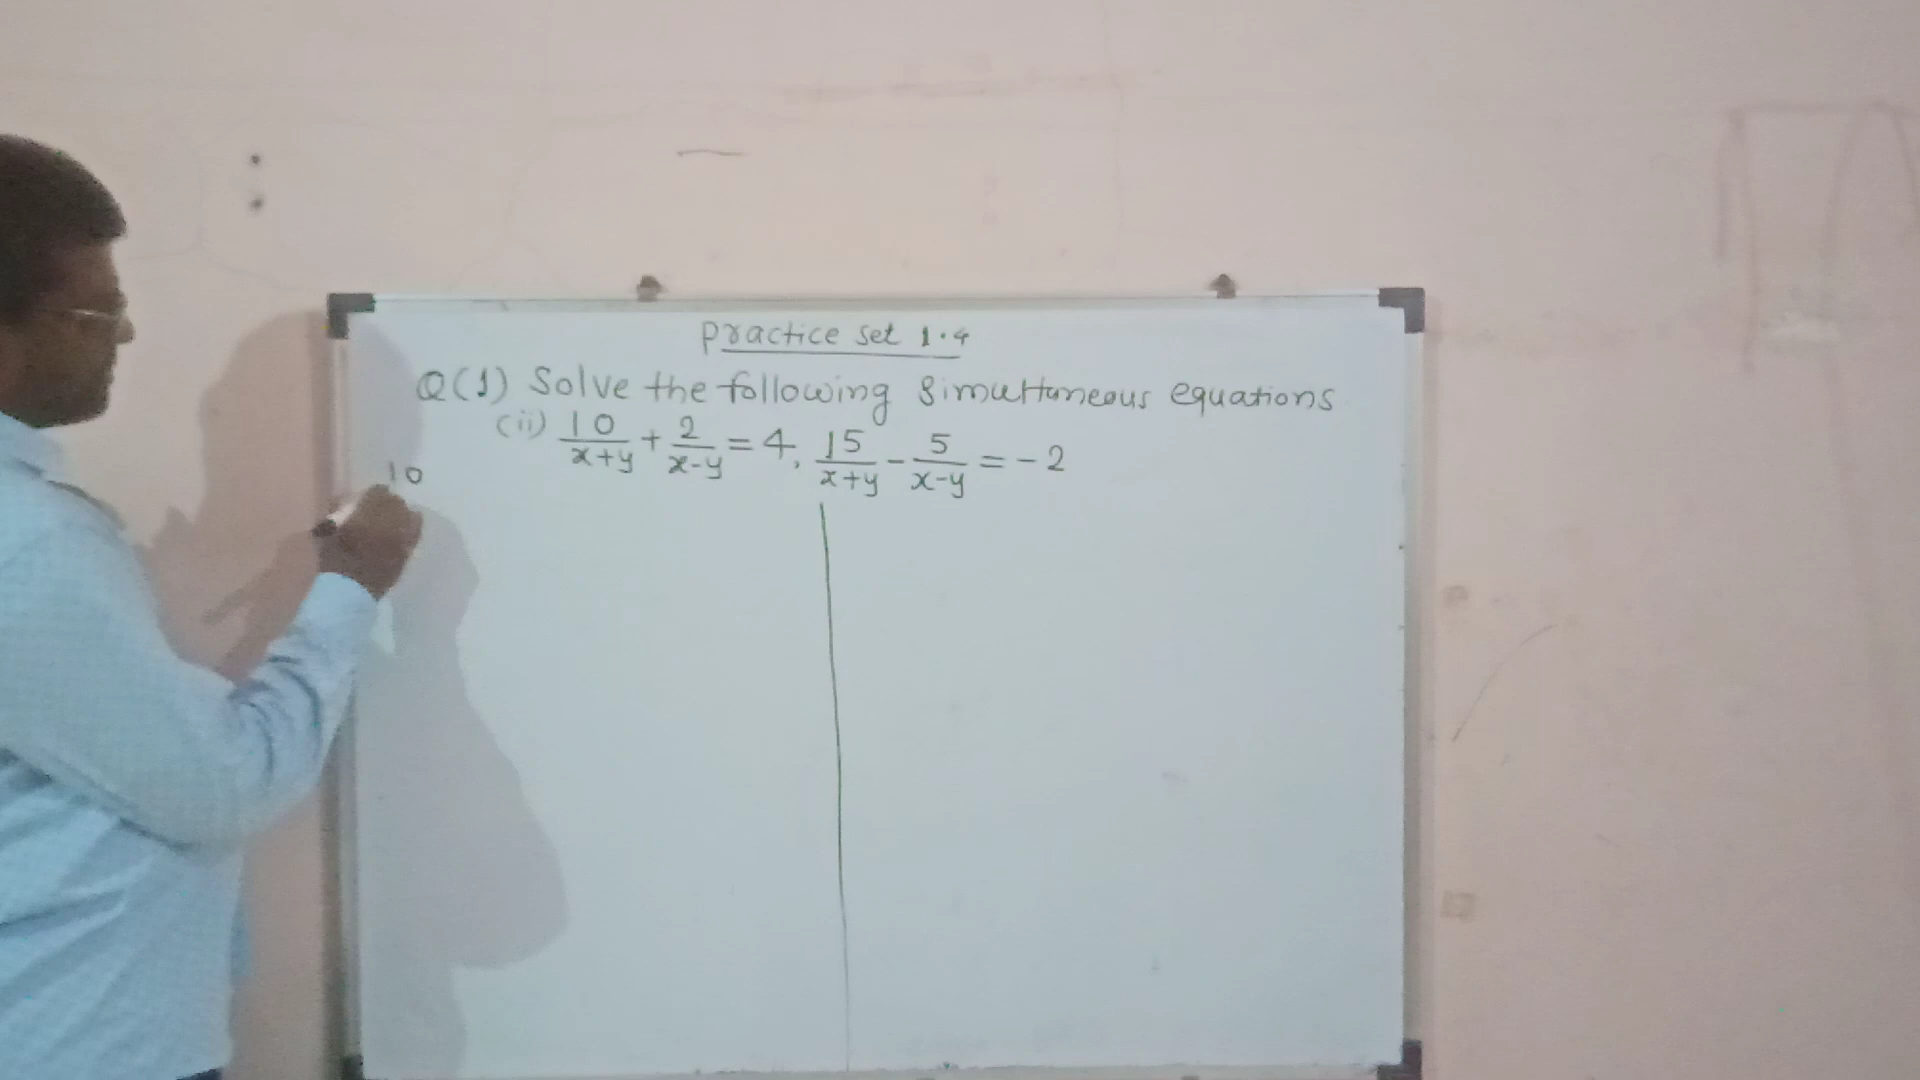 Practice set 1.4
Q(1) Solve the following simultaneous equations
(ii) 10/x+y + 2/x-y = 4, 15/x+y - 5/x-y = -2
10